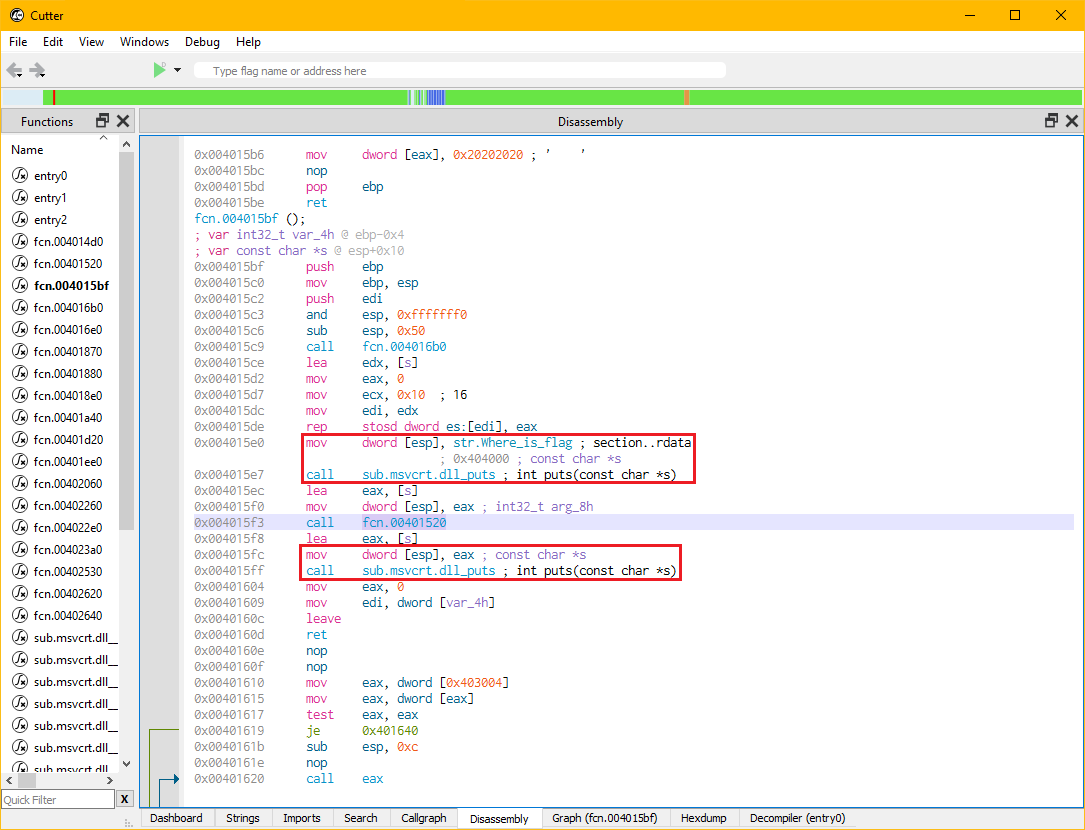 Cutter
File Edit View Windows Debug Help
Type flag name or address here
Functions
Name
entry0
entry1
entry2
fcn.004014d0
fcn.00401520
fcn.004015bf
fcn.004016b0
fcn.004016e0
fcn.00401870
fcn.00401880
fcn.004018e0
fcn.00401a40
fcn.00401d20
fcn.00401ee0
fcn.00402060
fcn.00402260
fcn.004022e0
fcn.004023a0
fcn.00402530
fcn.00402620
fcn.00402640
sub.msvcrt.dll__
sub.msvcrt.dll__
sub.msvcrt.dll__
sub.msvcrt.dll__
sub.msvcrt.dll__
sub.msvcrt.dll__
sub.msvcrt.dll__
Quick Filter X
Disassembly
0x004015b6 mov dword [eax], 0x20202020 ; '    '
0x004015bc nop
0x004015bd pop ebp
0x004015be ret
fcn.004015bf ();
; var int32_t var_4h @ ebp-0x4
; var const char *s @ esp+0x10
0x004015bf push ebp
0x004015c0 mov ebp, esp
0x004015c2 push edi
0x004015c3 and esp, 0xfffffff0
0x004015c6 sub esp, 0x50
0x004015c9 call fcn.004016b0
0x004015ce lea edx, [s]
0x004015d2 mov eax, 0
0x004015d7 mov ecx, 0x10 ; 16
0x004015dc mov edi, edx
0x004015de rep stosd dword es:[edi], eax
0x004015e0 mov dword [esp], str.Where_is_flag ; section..rdata
; 0x404000 ; const char *s
0x004015e7 call sub.msvcrt.dll_puts ; int puts(const char *s)
0x004015ec lea eax, [s]
0x004015f0 mov dword [esp], eax ; int32_t arg_8h
0x004015f3 call fcn.00401520
0x004015f8 lea eax, [s]
0x004015fc mov dword [esp], eax ; const char *s
0x004015ff call sub.msvcrt.dll_puts ; int puts(const char *s)
0x00401604 mov eax, 0
0x00401609 mov edi, dword [var_4h]
0x0040160c leave
0x0040160d ret
0x0040160e nop
0x0040160f nop
0x00401610 mov eax, dword [0x403004]
0x00401615 mov eax, dword [eax]
0x00401617 test eax, eax
0x00401619 je 0x401640
0x0040161b sub esp, 0xc
0x0040161e nop
0x00401620 call eax
Dashboard Strings Imports Search Callgraph Disassembly Graph (fcn.004015bf) Hexdump Decompiler (entry0)